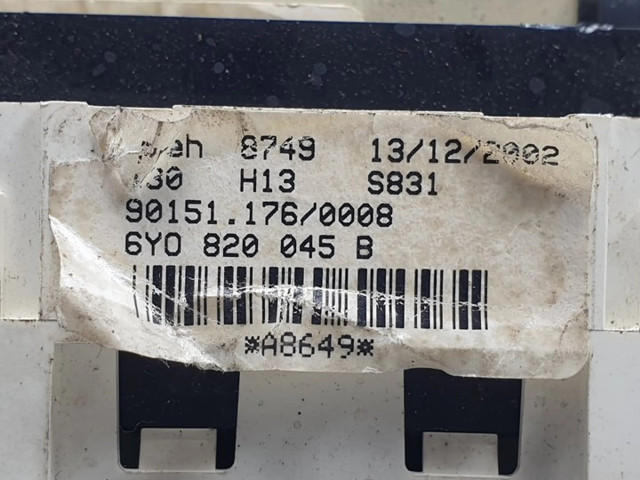 8749 13/12/2002
H13 S831
90151.176/0008
6Y0 820 045 B
*A8649*